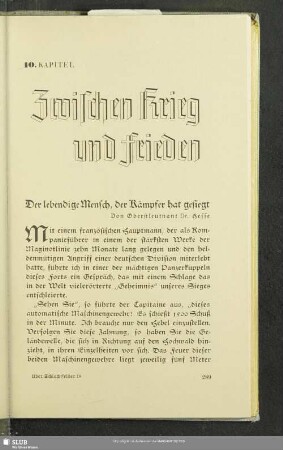 10. KAPITEL
Zwischen Krieg
und Frieden
Der lebendige Mensch, der Kämpfer hat gesiegt
Von Oberleutnant Dr. Hesse
Mit einem französischen Hauptmann, der als Kom-
panieführer in einem der stärksten Werke der
Maginotlinie zehn Monate lang gelegen und den hel-
denmütigen Angriff einer deutschen Division miterlebt
hatte, führte ich in einer der mächtigen Panzerkuppeln
dieses Forts ein Gespräch, das mit einem Schlage das
in der Welt vielerörterte „Geheimnis“ unseres Sieges
entschleierte.
„Sehen Sie“, so führte der Capitaine aus, „dieses
automatische Maschinengewehr! Es schießt 1500 Schuß
in der Minute. Ich brauche nur den Hebel einzustellen.
Verfolgen Sie diese Zahnung, so haben Sie die Ge-
ländewelle, die sich in Richtung auf den Hochwald hin-
zieht, in ihren Einzelheiten vor sich. Das Feuer dieser
beiden Maschinengewehre liegt jeweilig fünf Meter
Über Schlachtfelder
289
SLUB